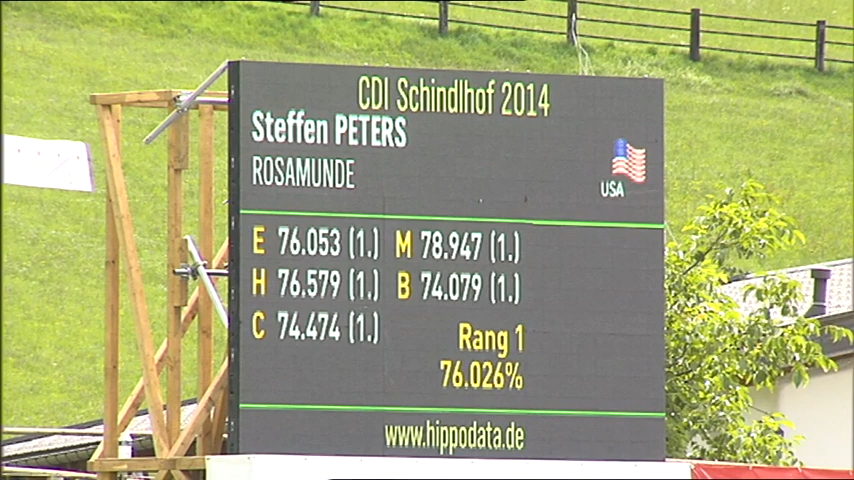 CDI Schindlhof 2014
Steffen PETERS
ROSAMUNDE
USA
E 76.053 (1.) M 78.947 (1.)
H 76.579 (1.) B 74.079 (1.)
C 74.474 (1.)
Rang 1
76.026%
www.hippodata.de